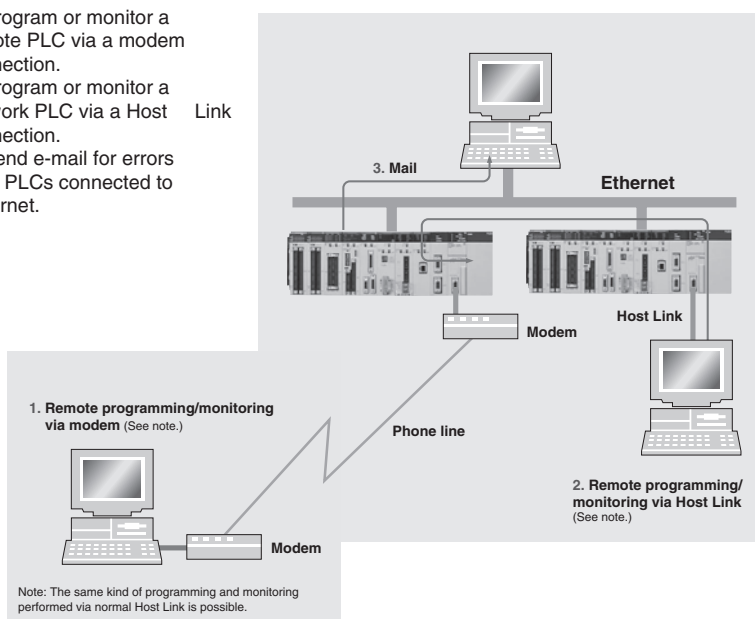 rogram or monitor a
ote PLC via a modem
nection.
rogram or monitor a
work PLC via a Host Link
nection.
end e-mail for errors
PLCs connected to
rnet.
3. Mail
Ethernet
Host Link
Modem
1. Remote programming/monitoring
via modem (See note.)
Phone line
2. Remote programming/
monitoring via Host Link
(See note.)
Modem
Note: The same kind of programming and monitoring
performed via normal Host Link is possible.